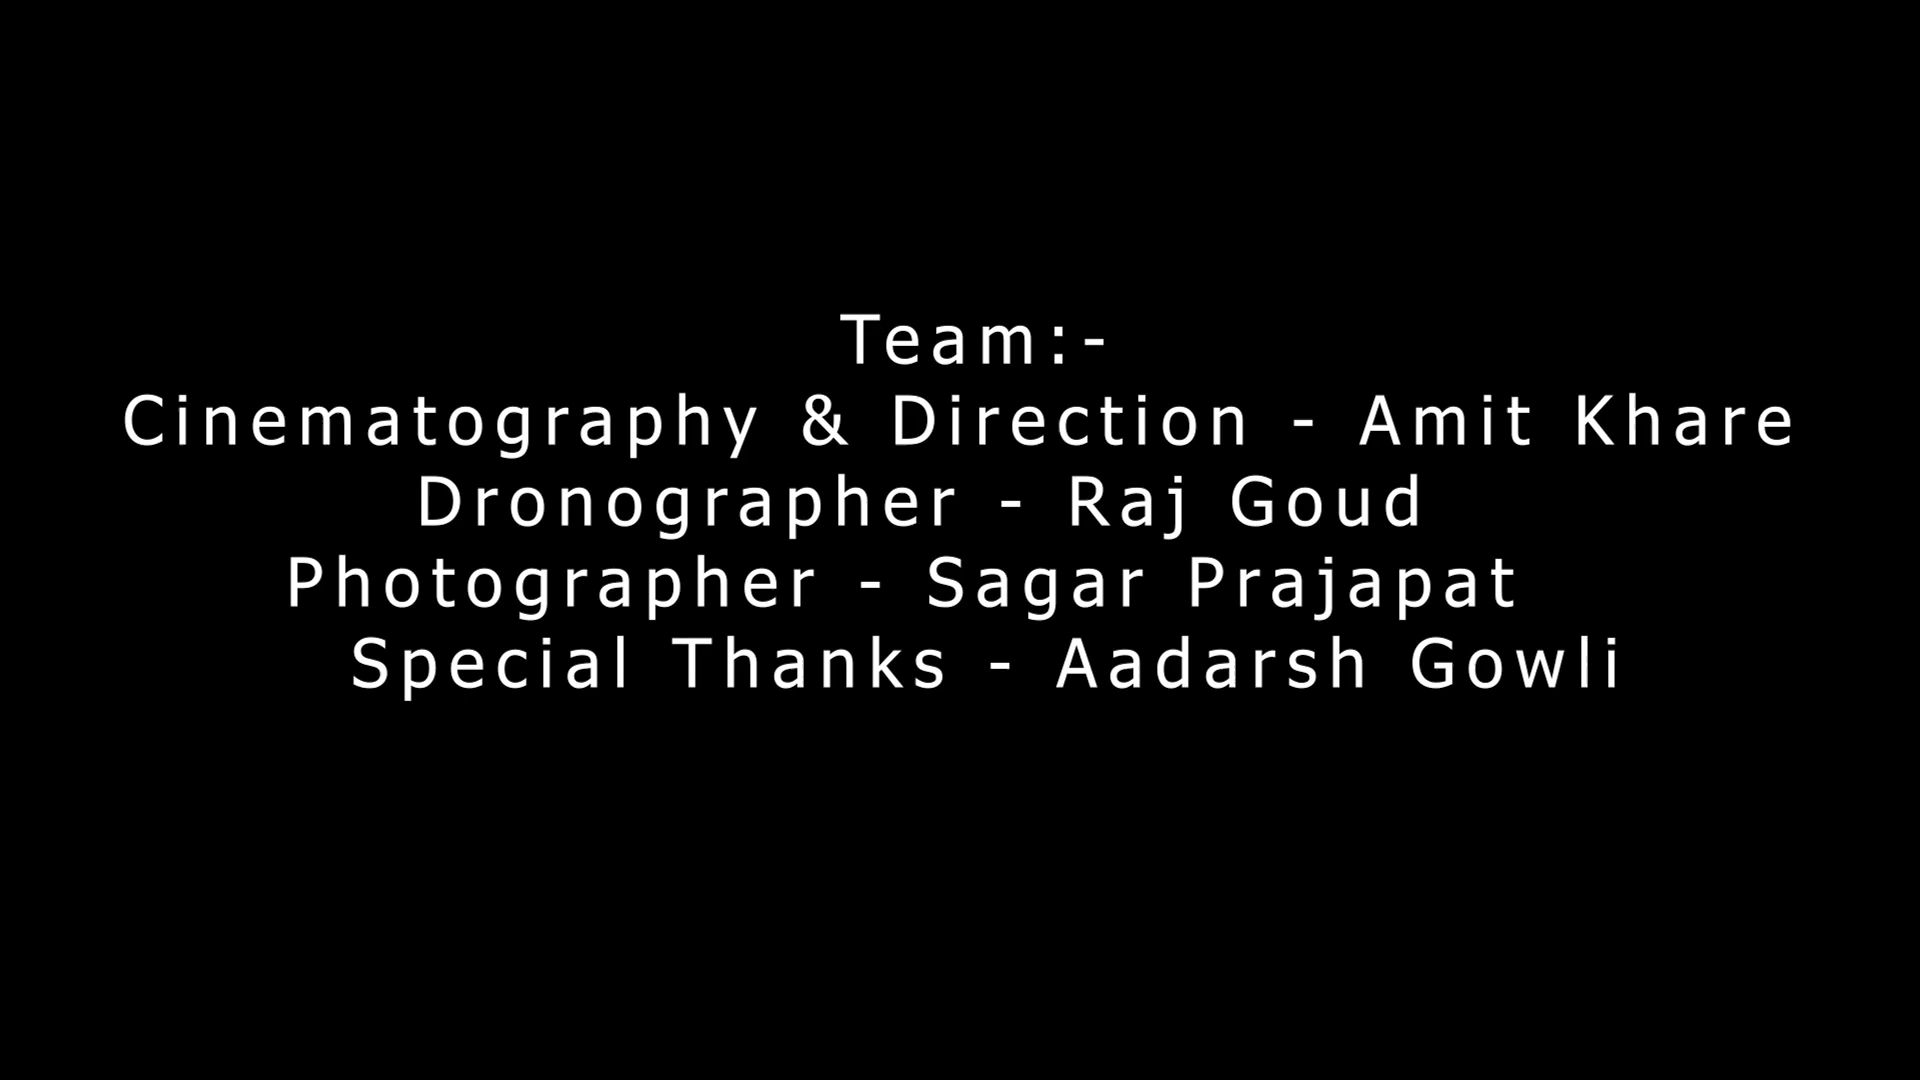 Team:-
Cinematography & Direction - Amit Khare
Dronographer - Raj Goud
Photographer - Sagar Prajapat
Special Thanks - Aadarsh Gowli